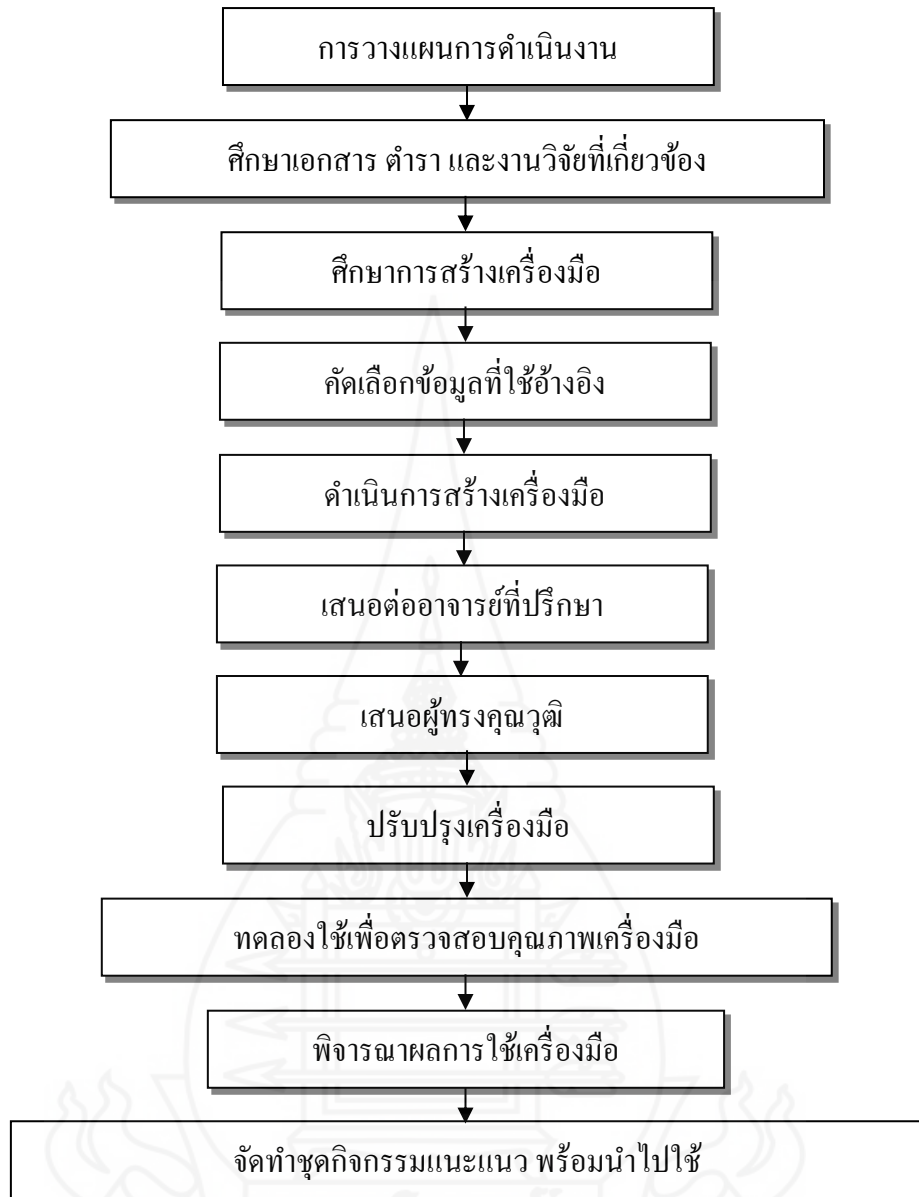 การวางแผนการดำเนินงาน
ศึกษาเอกสาร ตำรา และงานวิจัยที่เกี่ยวข้อง
ศึกษาการสร้างเครื่องมือ
คัดเลือกข้อมูลที่ใช้อ้างอิง
ดำเนินการสร้างเครื่องมือ
เสนอต่ออาจารย์ที่ปรึกษา
เสนอผู้ทรงคุณวุฒิ
ปรับปรุงเครื่องมือ
ทดลองใช้เพื่อตรวจสอบคุณภาพเครื่องมือ
พิจารณาผลการใช้เครื่องมือ
จัดทำชุดกิจกรรมแนะแนว พร้อมนำไปใช้